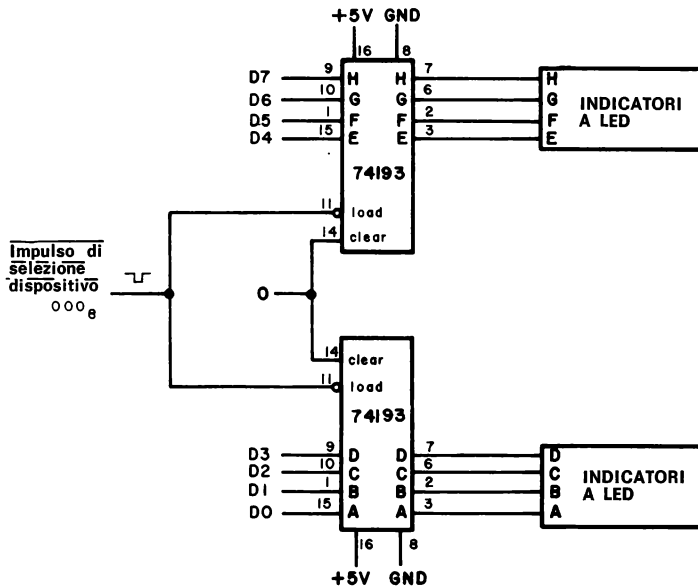 +5V GND
16 8
D7 9 H H 7 H
D6 10 G G 6 G
D5 1 F F 2 F
D4 15 E E 3 E
INDICATORI
A LED
74193
11 load
14 clear
Impulso di
selezione
dispositivo
000₈
0
14 clear
11 load
74193
D3 9 D D 7 D
D2 10 C C 6 C
D1 1 B B 2 B
D0 15 A A 3 A
INDICATORI
A LED
16 8
+5V GND